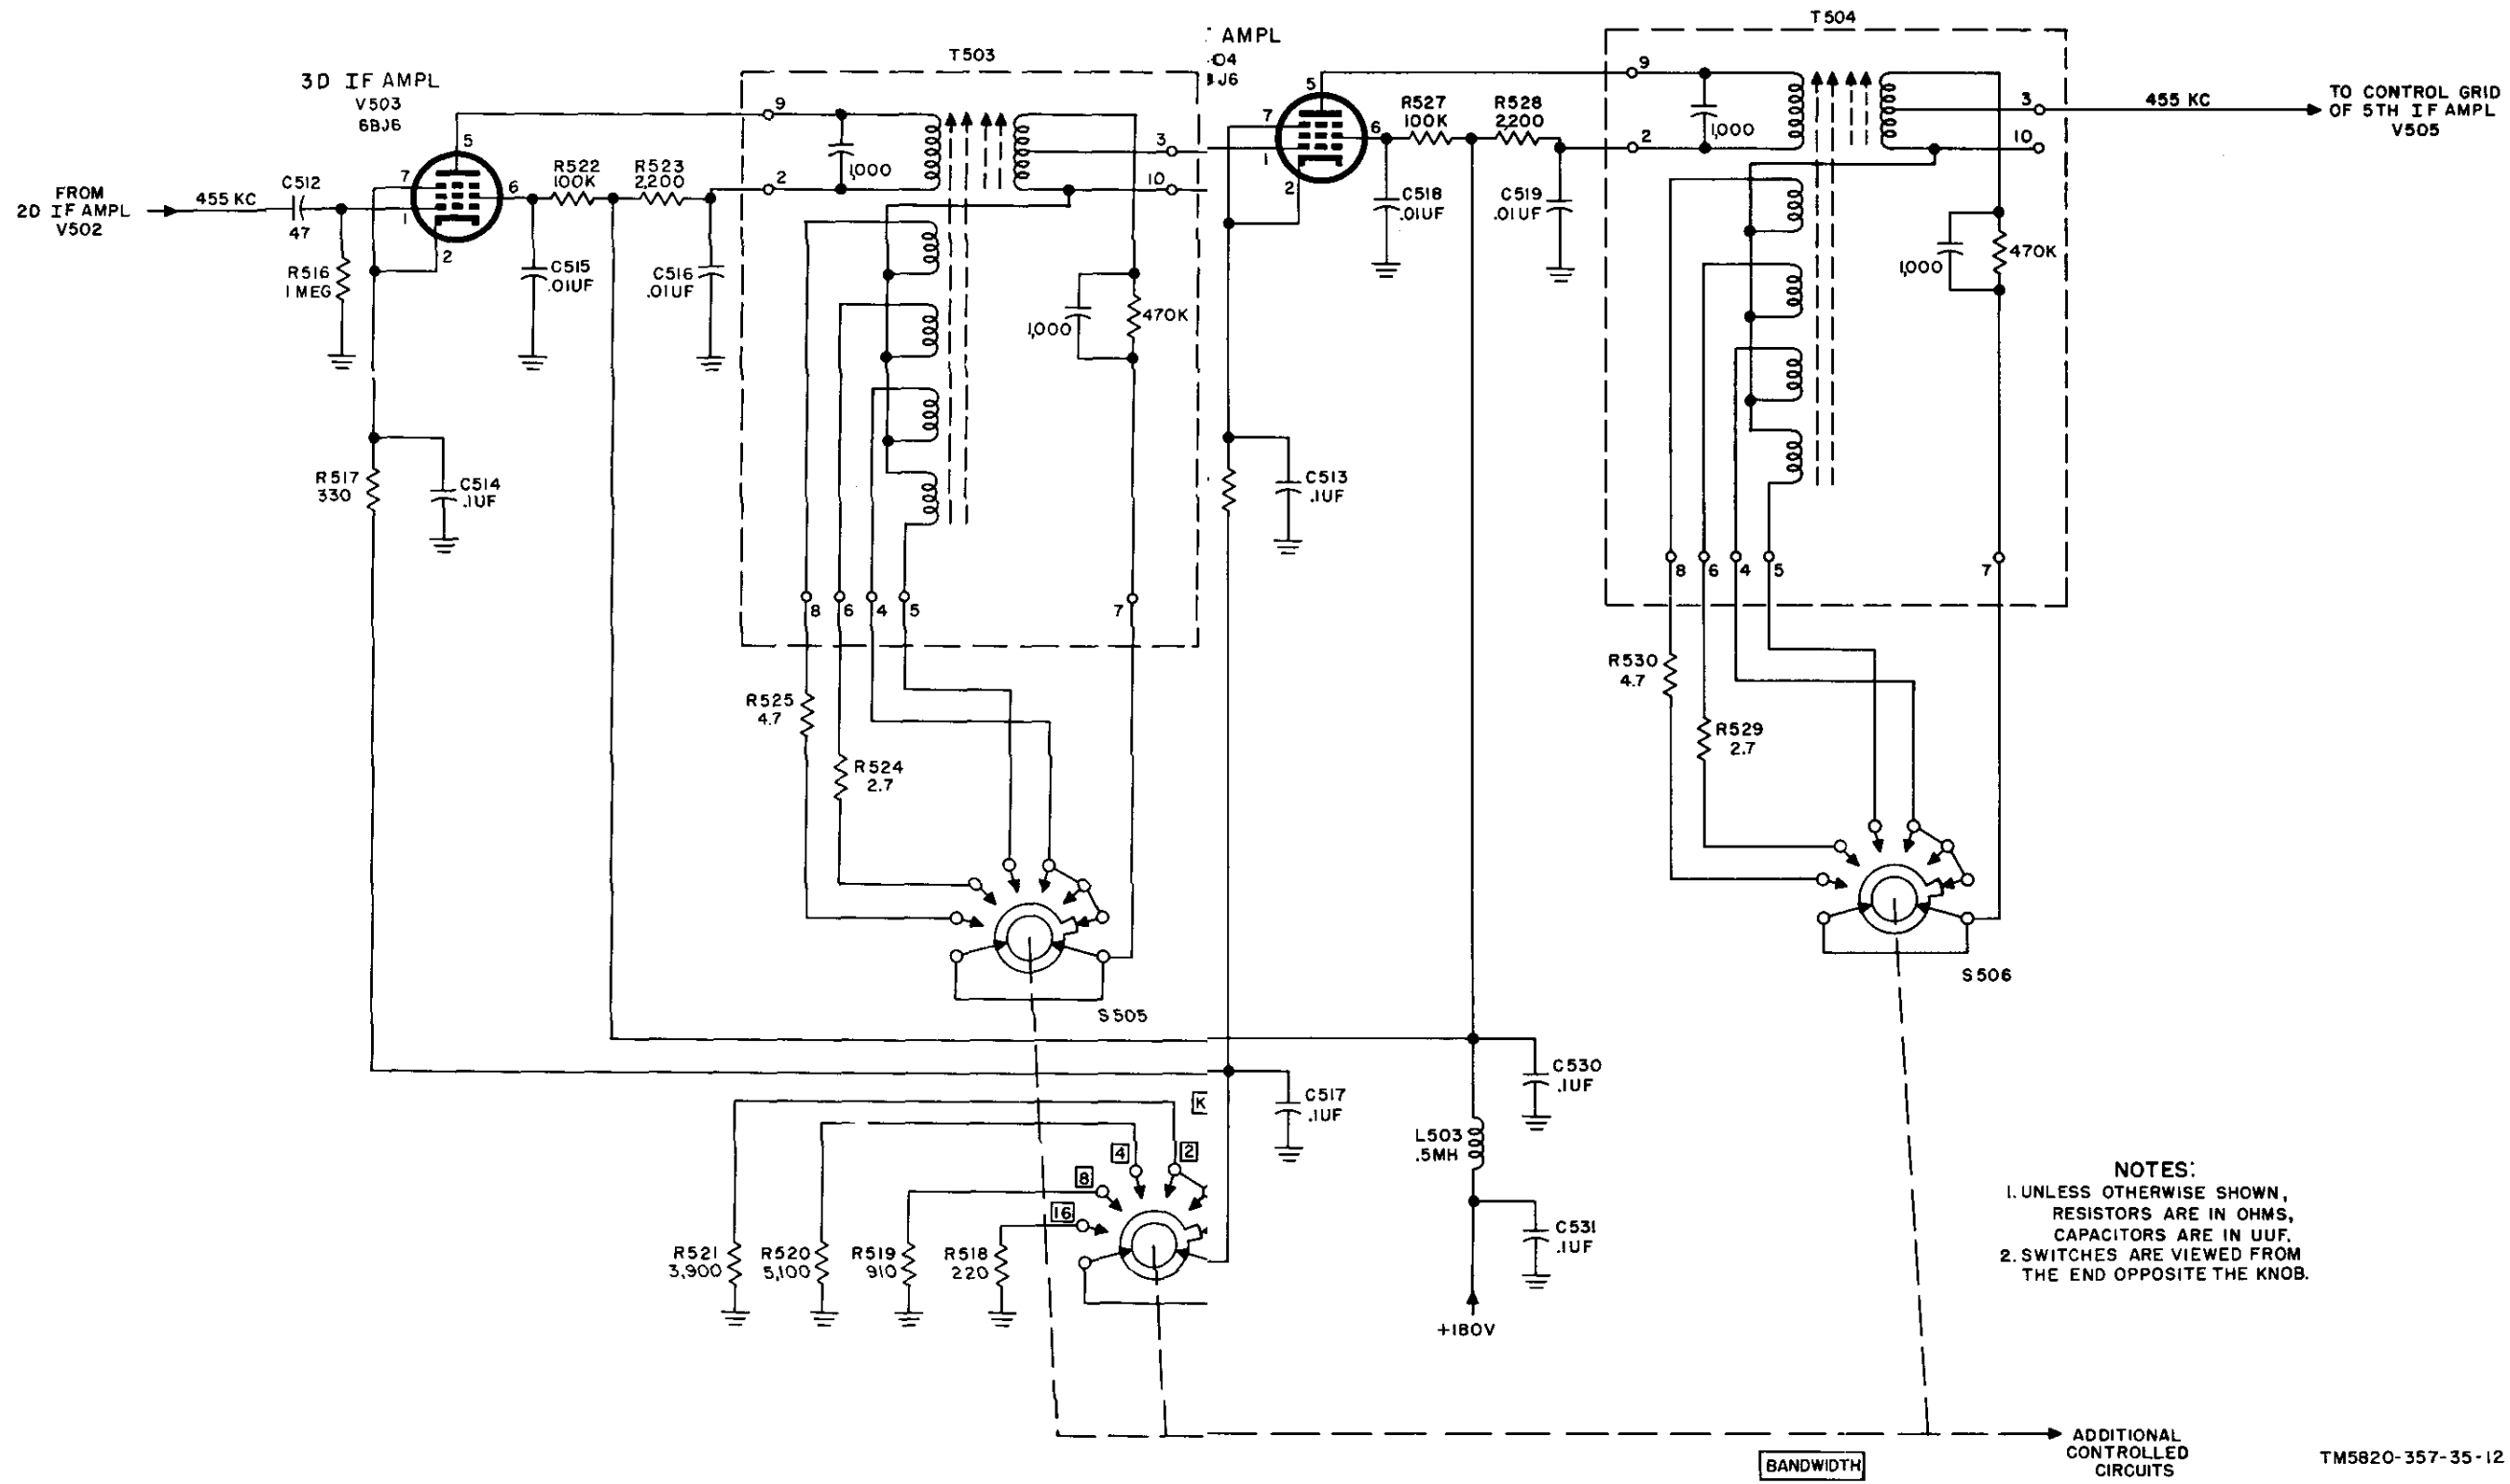 3D IF AMPL
V503
6BJ6
FROM
2D IF AMPL
V502
455 KC
C512
47
R516
1 MEG
7
1
5
6
2
R522
100K
R523
2,200
C515
.01UF
C516
.01UF
R517
330
C514
.1UF
T503
9
2
1,000
3
10
1,000
470K
8
6
4
5
7
R525
4.7
R524
2.7
S505
AMPL
04
BJ6
7
1
5
6
2
R527
100K
R528
2,200
C518
.01UF
C519
.01UF
C513
.1UF
T504
9
2
1,000
3
10
455 KC
TO CONTROL GRID
OF 5TH IF AMPL
V505
1,000
470K
8
6
4
5
7
R530
4.7
R529
2.7
S506
C530
.1UF
C517
.1UF
K
L503
.5MH
C531
.1UF
+180V
2
4
8
16
R521
3,900
R520
5,100
R519
910
R518
220
NOTES:
1. UNLESS OTHERWISE SHOWN,
RESISTORS ARE IN OHMS,
CAPACITORS ARE IN UUF.
2. SWITCHES ARE VIEWED FROM
THE END OPPOSITE THE KNOB.
BANDWIDTH
ADDITIONAL
CONTROLLED
CIRCUITS
TM5820-357-35-12